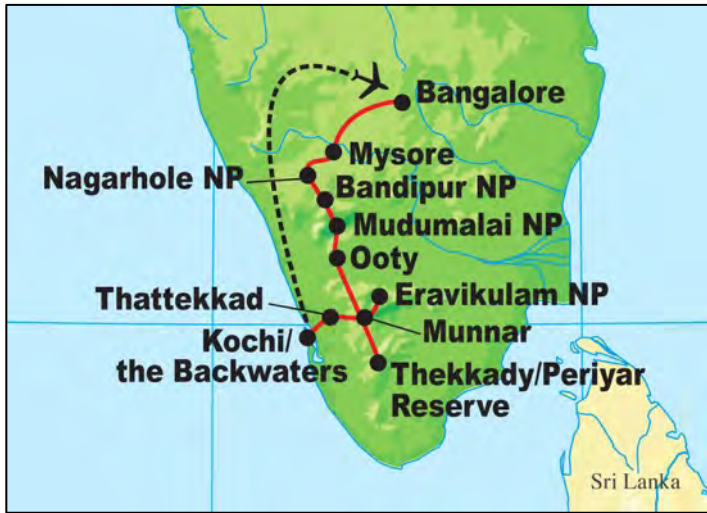 Bangalore
Mysore
Nagarhole NP
Bandipur NP
Mudumalai NP
Ooty
Thattekkad
Eravikulam NP
Kochi/
the Backwaters
Munnar
Thekkady/Periyar
Reserve
Sri Lanka